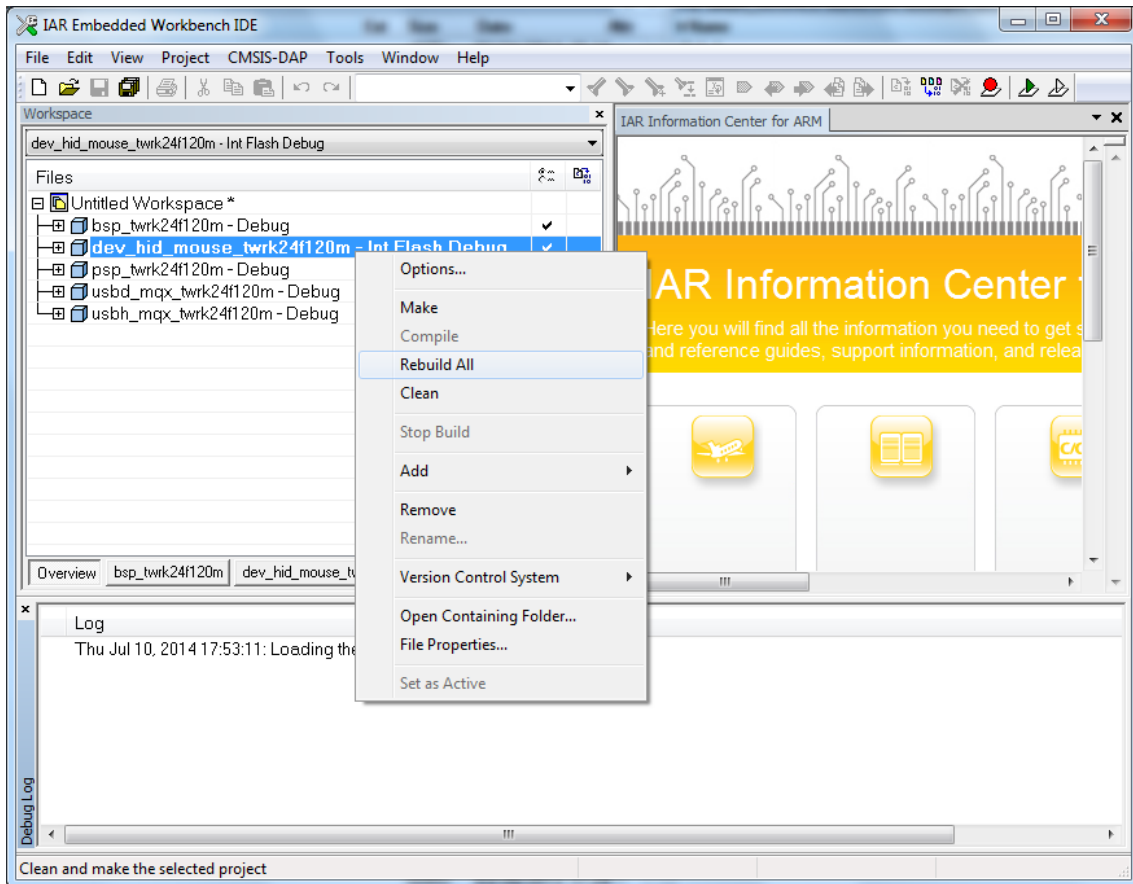 IAR Embedded Workbench IDE
File Edit View Project CMSIS-DAP Tools Window Help
Workspace
dev_hid_mouse_twrk24f120m - Int Flash Debug
Files
Untitled Workspace *
bsp_twrk24f120m - Debug
dev_hid_mouse_twrk24f120m - Int Flash Debug
psp_twrk24f120m - Debug
usbd_mqx_twrk24f120m - Debug
usbh_mqx_twrk24f120m - Debug
Overview bsp_twrk24f120m dev_hid_mouse_tw
Options...
Make
Compile
Rebuild All
Clean
Stop Build
Add
Remove
Rename...
Version Control System
Open Containing Folder...
File Properties...
Set as Active
IAR Information Center for ARM
IAR Information Center
Here you will find all the information you need to get s
and reference guides, support information, and relea
C/C
Log
Thu Jul 10, 2014 17:53:11: Loading the
Debug Log
Clean and make the selected project